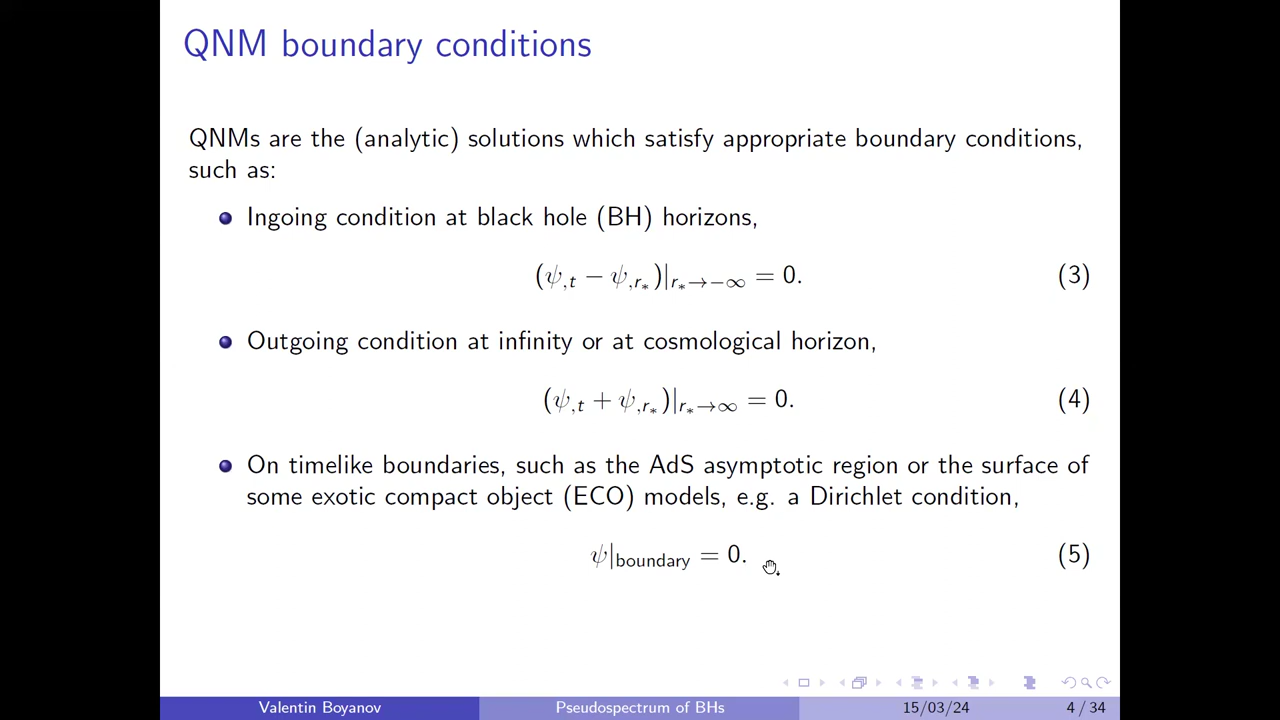 QNM boundary conditions
QNMs are the (analytic) solutions which satisfy appropriate boundary conditions,
such as:
Ingoing condition at black hole (BH) horizons,
(ψ,t − ψ,r∗)|r∗→−∞ = 0. (3)
Outgoing condition at infinity or at cosmological horizon,
(ψ,t + ψ,r∗)|r∗→∞ = 0. (4)
On timelike boundaries, such as the AdS asymptotic region or the surface of
some exotic compact object (ECO) models, e.g. a Dirichlet condition,
ψ|boundary = 0. (5)
Valentin Boyanov Pseudospectrum of BHs 15/03/24 4 / 34